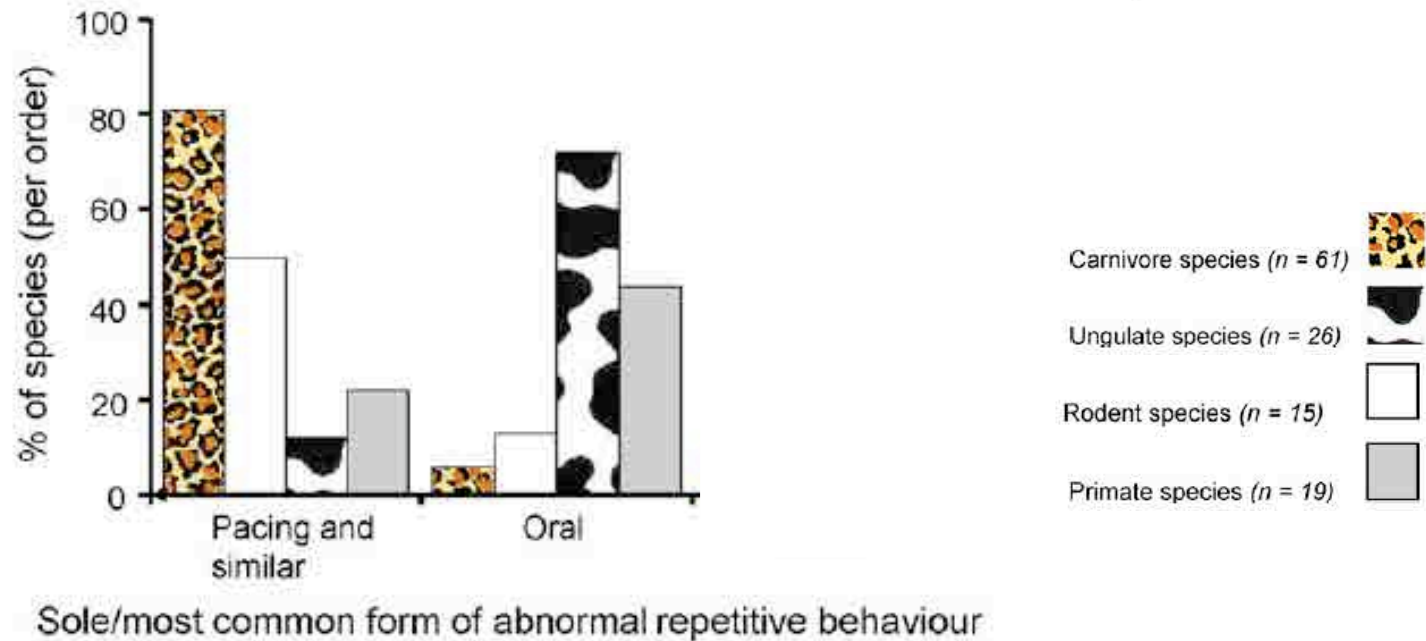 100
80
60
40
20
0
% of species (per order)
Pacing and
similar
Oral
Sole/most common form of abnormal repetitive behaviour
Carnivore species (n = 61)
Ungulate species (n = 26)
Rodent species (n = 15)
Primate species (n = 19)